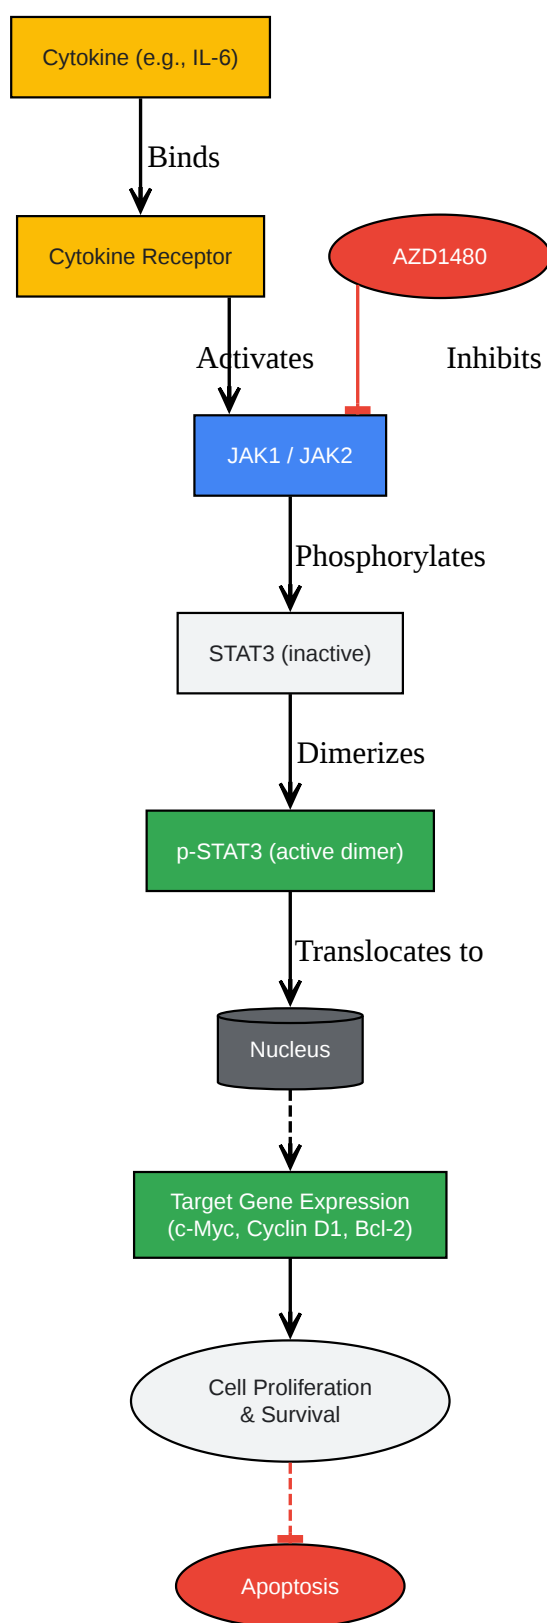 Cytokine (e.g., IL-6)
Binds
Cytokine Receptor
AZD1480
Activates
Inhibits
JAK1 / JAK2
Phosphorylates
STAT3 (inactive)
Dimerizes
p-STAT3 (active dimer)
Translocates to
Nucleus
Target Gene Expression
(c-Myc, Cyclin D1, Bcl-2)
Cell Proliferation
& Survival
Apoptosis